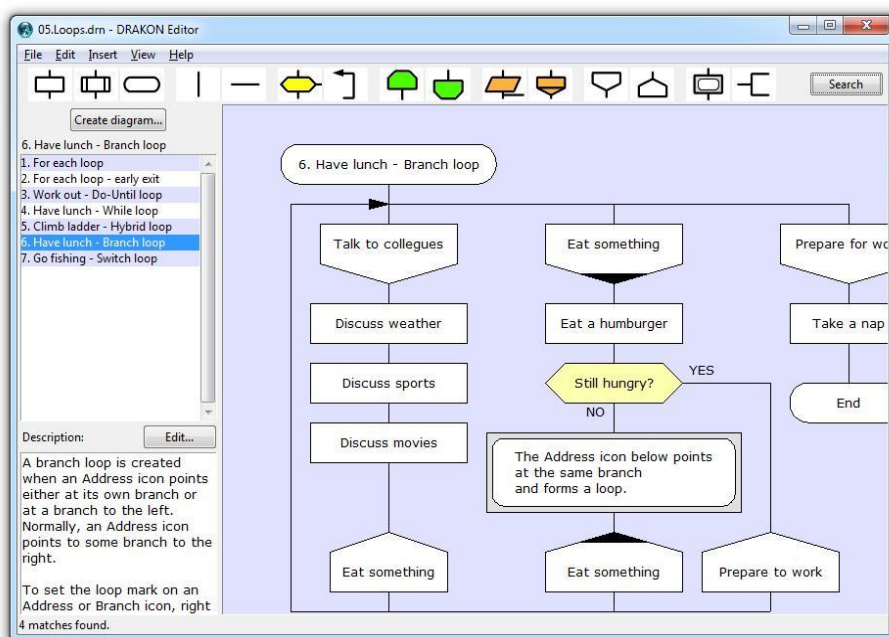 05.Loops.drn - DRAKON Editor
File Edit Insert View Help
Search
Create diagram...
6. Have lunch - Branch loop
1. For each loop
2. For each loop - early exit
3. Work out - Do-Until loop
4. Have lunch - While loop
5. Climb ladder - Hybrid loop
6. Have lunch - Branch loop
7. Go fishing - Switch loop
Description:
Edit...
A branch loop is created
when an Address icon points
either at its own branch or
at a branch to the left.
Normally, an Address icon
points to some branch to the
right.
To set the loop mark on an
Address or Branch icon, right
4 matches found.
6. Have lunch - Branch loop
Talk to collegues
Discuss weather
Discuss sports
Discuss movies
Eat something
Eat something
Eat a humburger
Still hungry?
YES
NO
The Address icon below points
at the same branch
and forms a loop.
Eat something
Prepare to work
Prepare for wo
Take a nap
End